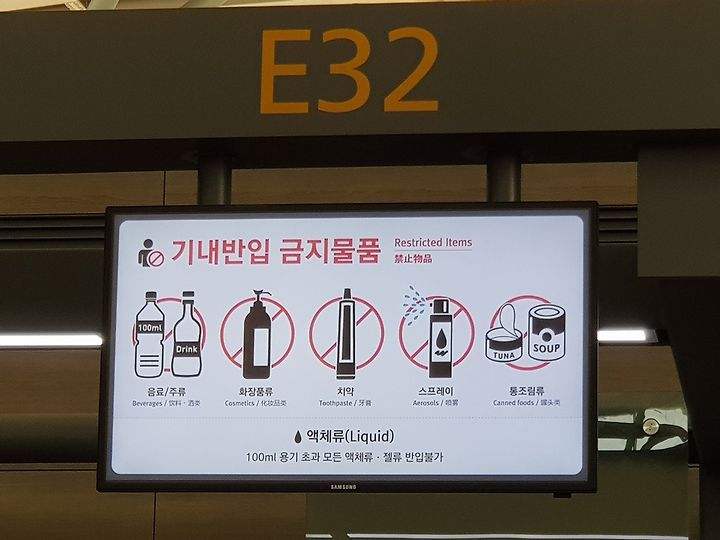 E32
기내반입 금지물품
Restricted Items
禁止物品
100ml
Drink
TUNA
SOUP
음료/주류
화장품류
치약
스프레이
통조림류
Beverages / 饮料 · 酒类
Cosmetics / 化妆品类
Toothpaste / 牙膏
Aerosols / 喷雾
Canned foods / 罐头类
액체류(Liquid)
100ml 용기 초과 모든 액체류 · 젤류 반입불가
SAMSUNG